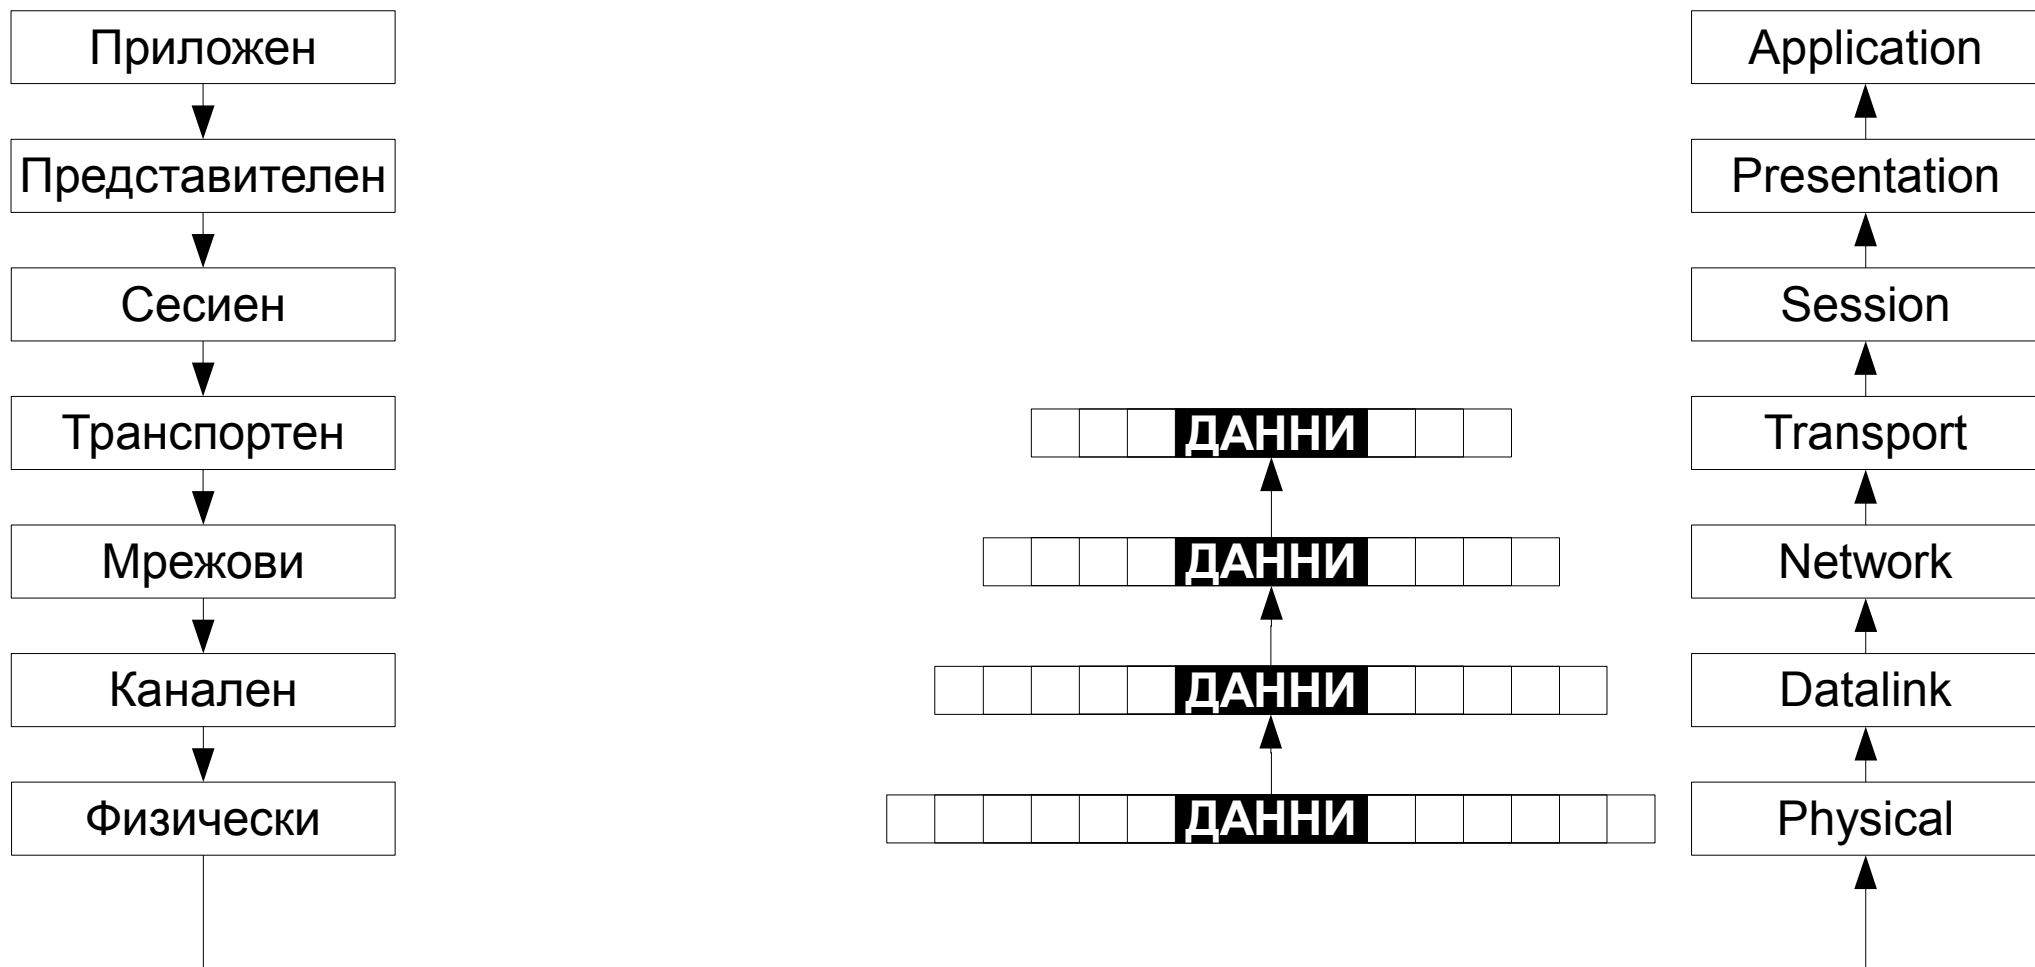 Приложен
Application
Представителен
Presentation
Сесиен
Session
Транспортен
ДАННИ
Transport
Мрежови
ДАННИ
Network
Канален
ДАННИ
Datalink
Физически
ДАННИ
Physical